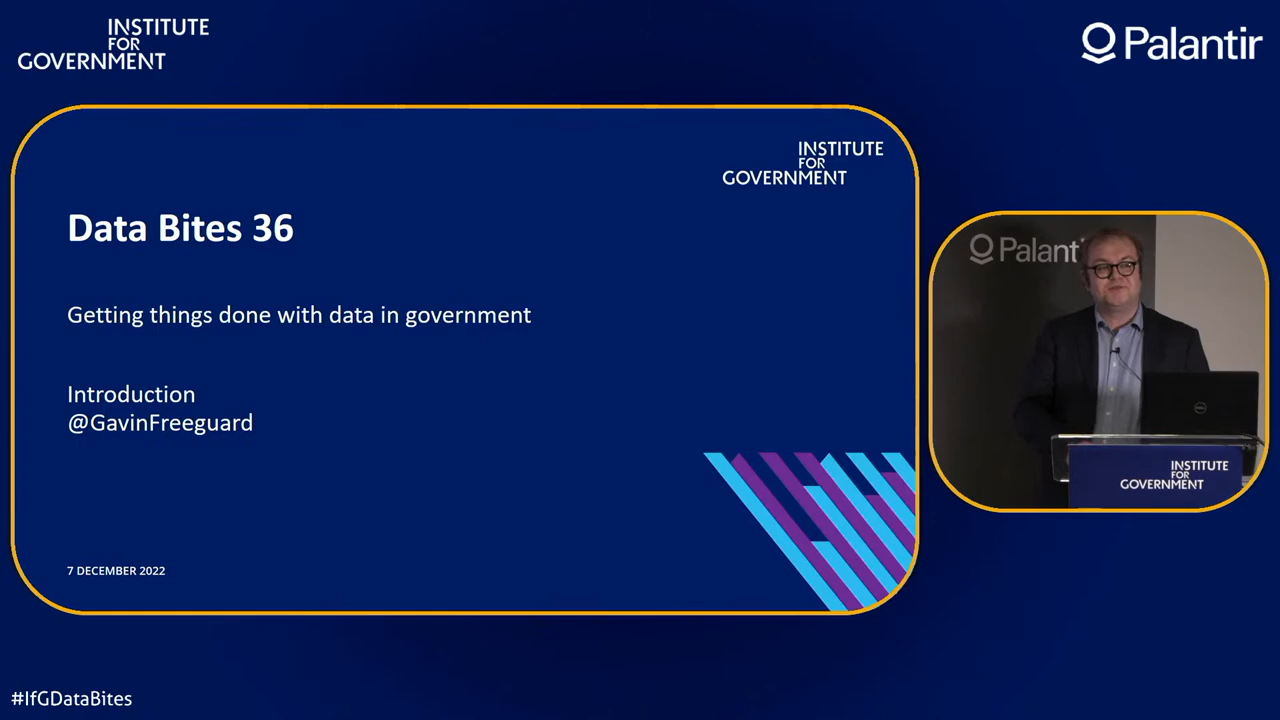 INSTITUTE
FOR
GOVERNMENT
Palantir
INSTITUTE
FOR
GOVERNMENT
Data Bites 36
Getting things done with data in government
Introduction
@GavinFreeguard
7 DECEMBER 2022
Palant
DELL
INSTITUTE
FOR
GOVERNMENT
#IfGDataBites